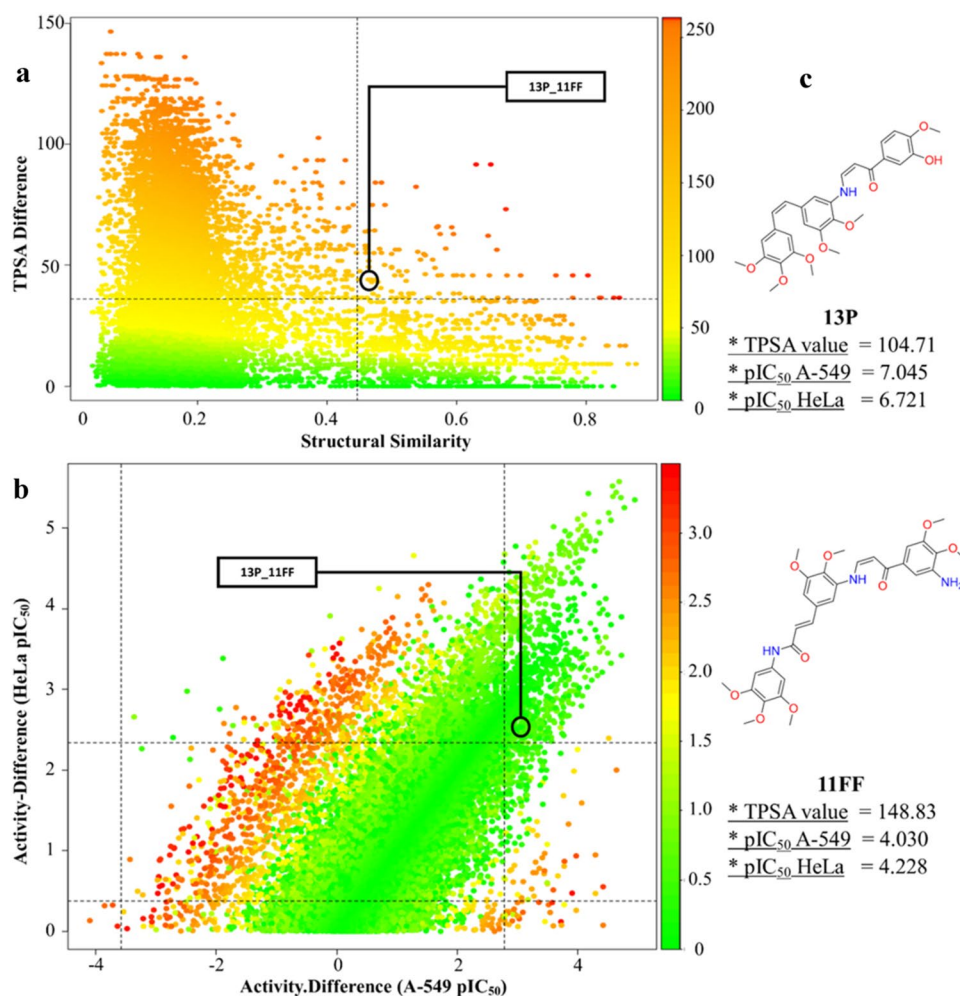 a
150
100
50
0
TPSA Difference
0
0.2
0.4
0.6
0.8
Structural Similarity
13P_11FF
250
200
150
100
50
0
b
5
4
3
2
1
0
Activity-Difference (HeLa pIC₅₀)
-4
-2
0
2
4
Activity.Difference (A-549 pIC₅₀)
13P_11FF
3.0
2.5
2.0
1.5
1.0
0.5
0
c
O
OH
O
NH
O
O
O
O
O
O
13P
* TPSA value = 104.71
* pIC₅₀ A-549 = 7.045
* pIC₅₀ HeLa = 6.721
O
O
O
O
NH
O
NH₂
NH
O
O
O
O
11FF
* TPSA value = 148.83
* pIC₅₀ A-549 = 4.030
* pIC₅₀ HeLa = 4.228